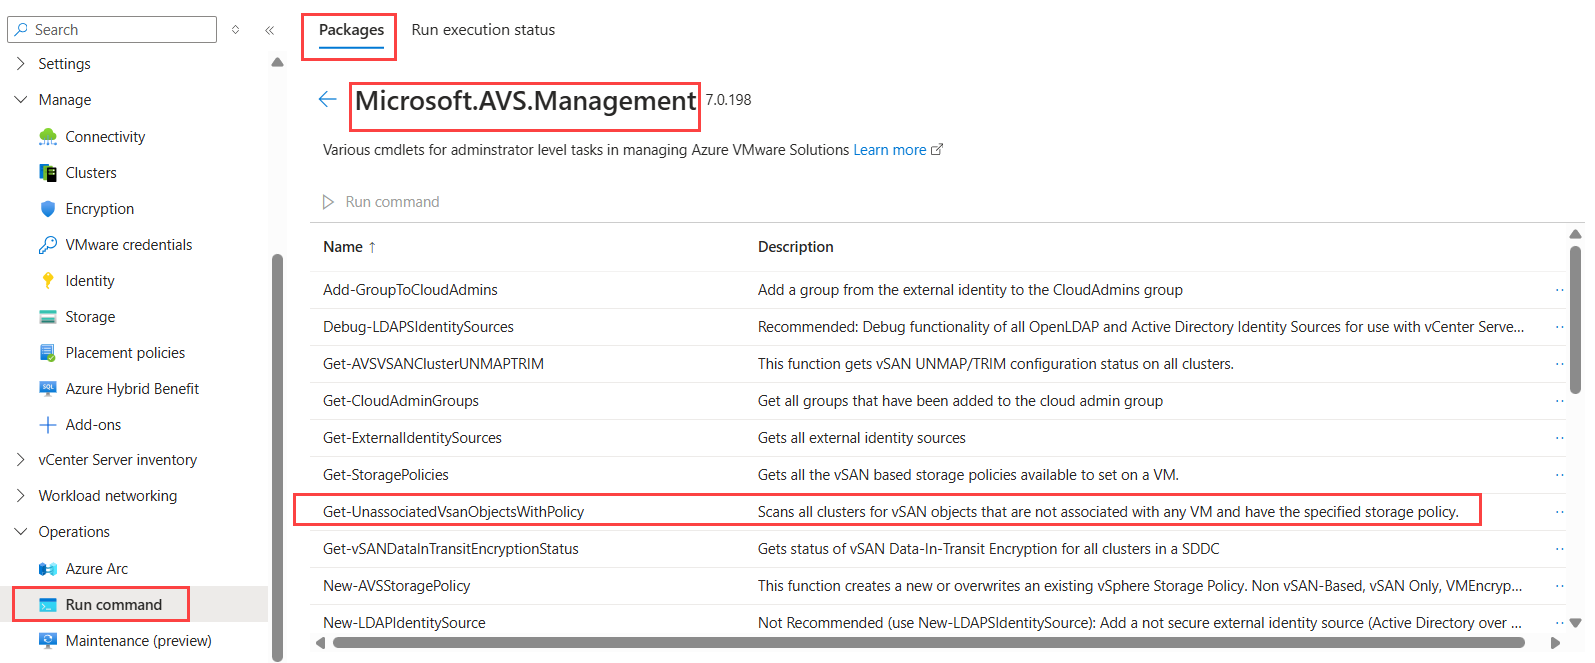 Search
Settings
Manage
Connectivity
Clusters
Encryption
VMware credentials
Identity
Storage
Placement policies
Azure Hybrid Benefit
Add-ons
vCenter Server inventory
Workload networking
Operations
Azure Arc
Run command
Maintenance (preview)
Packages Run execution status
Microsoft.AVS.Management 7.0.198
Various cmdlets for adminstrator level tasks in managing Azure VMware Solutions Learn more
Run command
Name ↑ Description
Add-GroupToCloudAdmins Add a group from the external identity to the CloudAdmins group
Debug-LDAPSIdentitySources Recommended: Debug functionality of all OpenLDAP and Active Directory Identity Sources for use with vCenter Serve...
Get-AVSVSANClusterUNMAPTRIM This function gets vSAN UNMAP/TRIM configuration status on all clusters.
Get-CloudAdminGroups Get all groups that have been added to the cloud admin group
Get-ExternalIdentitySources Gets all external identity sources
Get-StoragePolicies Gets all the vSAN based storage policies available to set on a VM.
Get-UnassociatedVsanObjectsWithPolicy Scans all clusters for vSAN objects that are not associated with any VM and have the specified storage policy.
Get-vSANDataInTransitEncryptionStatus Gets status of vSAN Data-In-Transit Encryption for all clusters in a SDDC
New-AVSStoragePolicy This function creates a new or overwrites an existing vSphere Storage Policy. Non vSAN-Based, vSAN Only, VMEncryp...
New-LDAPIdentitySource Not Recommended (use New-LDAPSIdentitySource): Add a not secure external identity source (Active Directory over ...